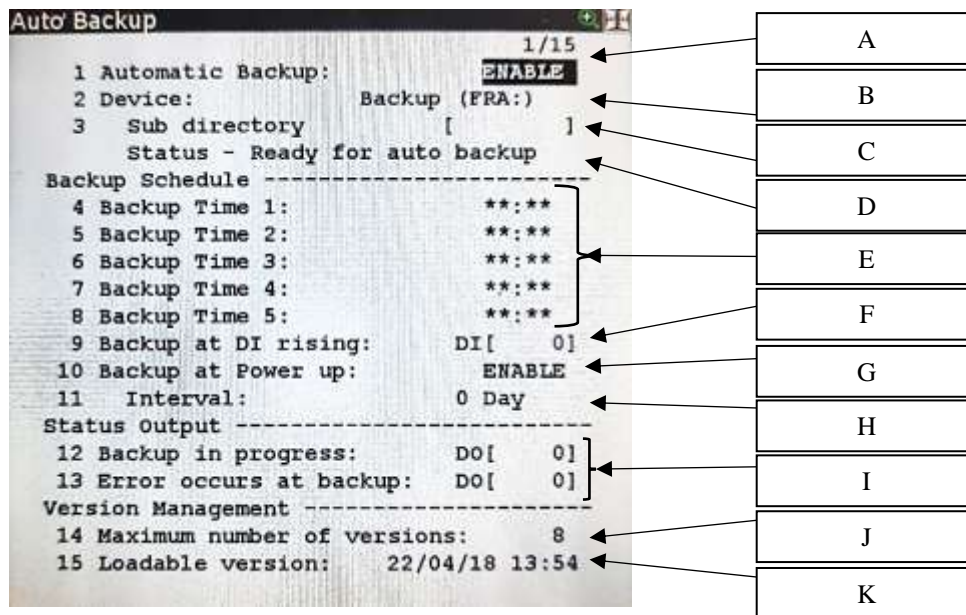 Auto Backup
1/15
1 Automatic Backup: ENABLE
2 Device: Backup (FRA:)
3 Sub directory [ ]
Status - Ready for auto backup
Backup Schedule --------------------------
4 Backup Time 1: **:**
5 Backup Time 2: **:**
6 Backup Time 3: **:**
7 Backup Time 4: **:**
8 Backup Time 5: **:**
9 Backup at DI rising: DI[ 0]
10 Backup at Power up: ENABLE
11 Interval: 0 Day
Status Output ----------------------------
12 Backup in progress: DO[ 0]
13 Error occurs at backup: DO[ 0]
Version Management -----------------------
14 Maximum number of versions: 8
15 Loadable version: 22/04/18 13:54
A
B
C
D
E
F
G
H
I
J
K